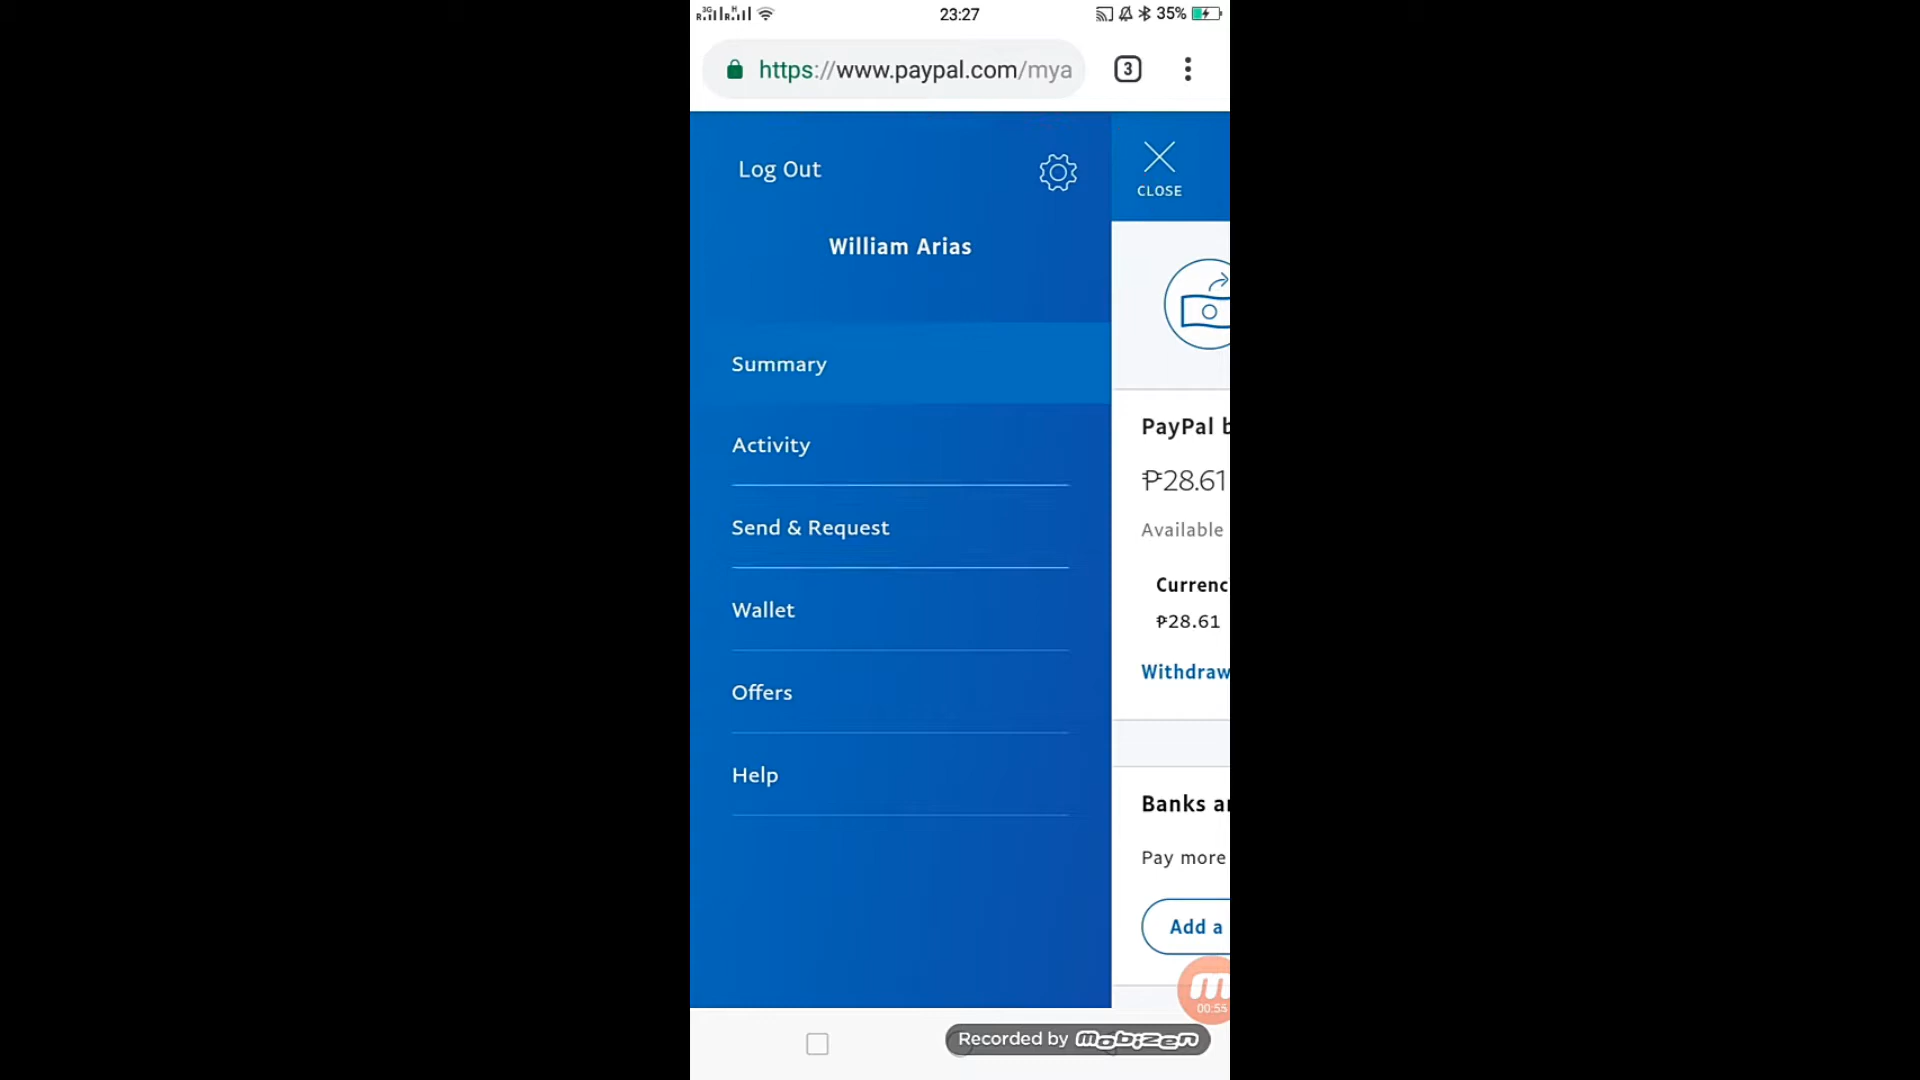 3G
R
H
R
23:27
35%
https://www.paypal.com/mya
3
Log Out
CLOSE
William Arias
Summary
Activity
Send & Request
Wallet
Offers
Help
PayPal b
₱28.61
Available
Currenc
₱28.61
Withdraw
Banks a
Pay more
Add a
m
00:55
Recorded by mobizen